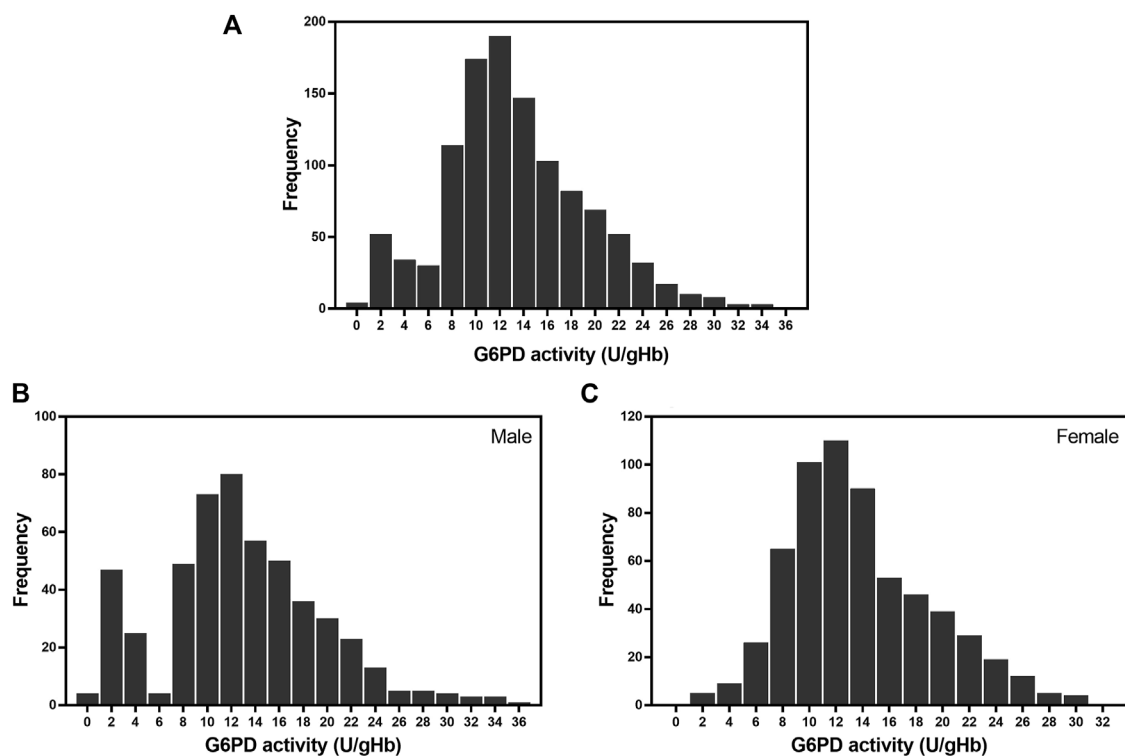 A
200
150
100
50
0
Frequency
0 2 4 6 8 10 12 14 16 18 20 22 24 26 28 30 32 34 36
G6PD activity (U/gHb)
B
Male
100
80
60
40
20
0
Frequency
0 2 4 6 8 10 12 14 16 18 20 22 24 26 28 30 32 34 36
G6PD activity (U/gHb)
C
Female
120
100
80
60
40
20
0
Frequency
0 2 4 6 8 10 12 14 16 18 20 22 24 26 28 30 32
G6PD activity (U/gHb)